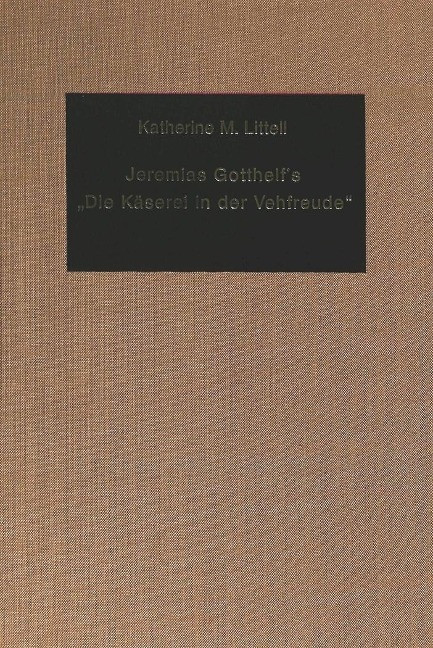 Katherine M. Littell
Jeremias Gotthelf's
„Die Käserei in der Vehfreude“